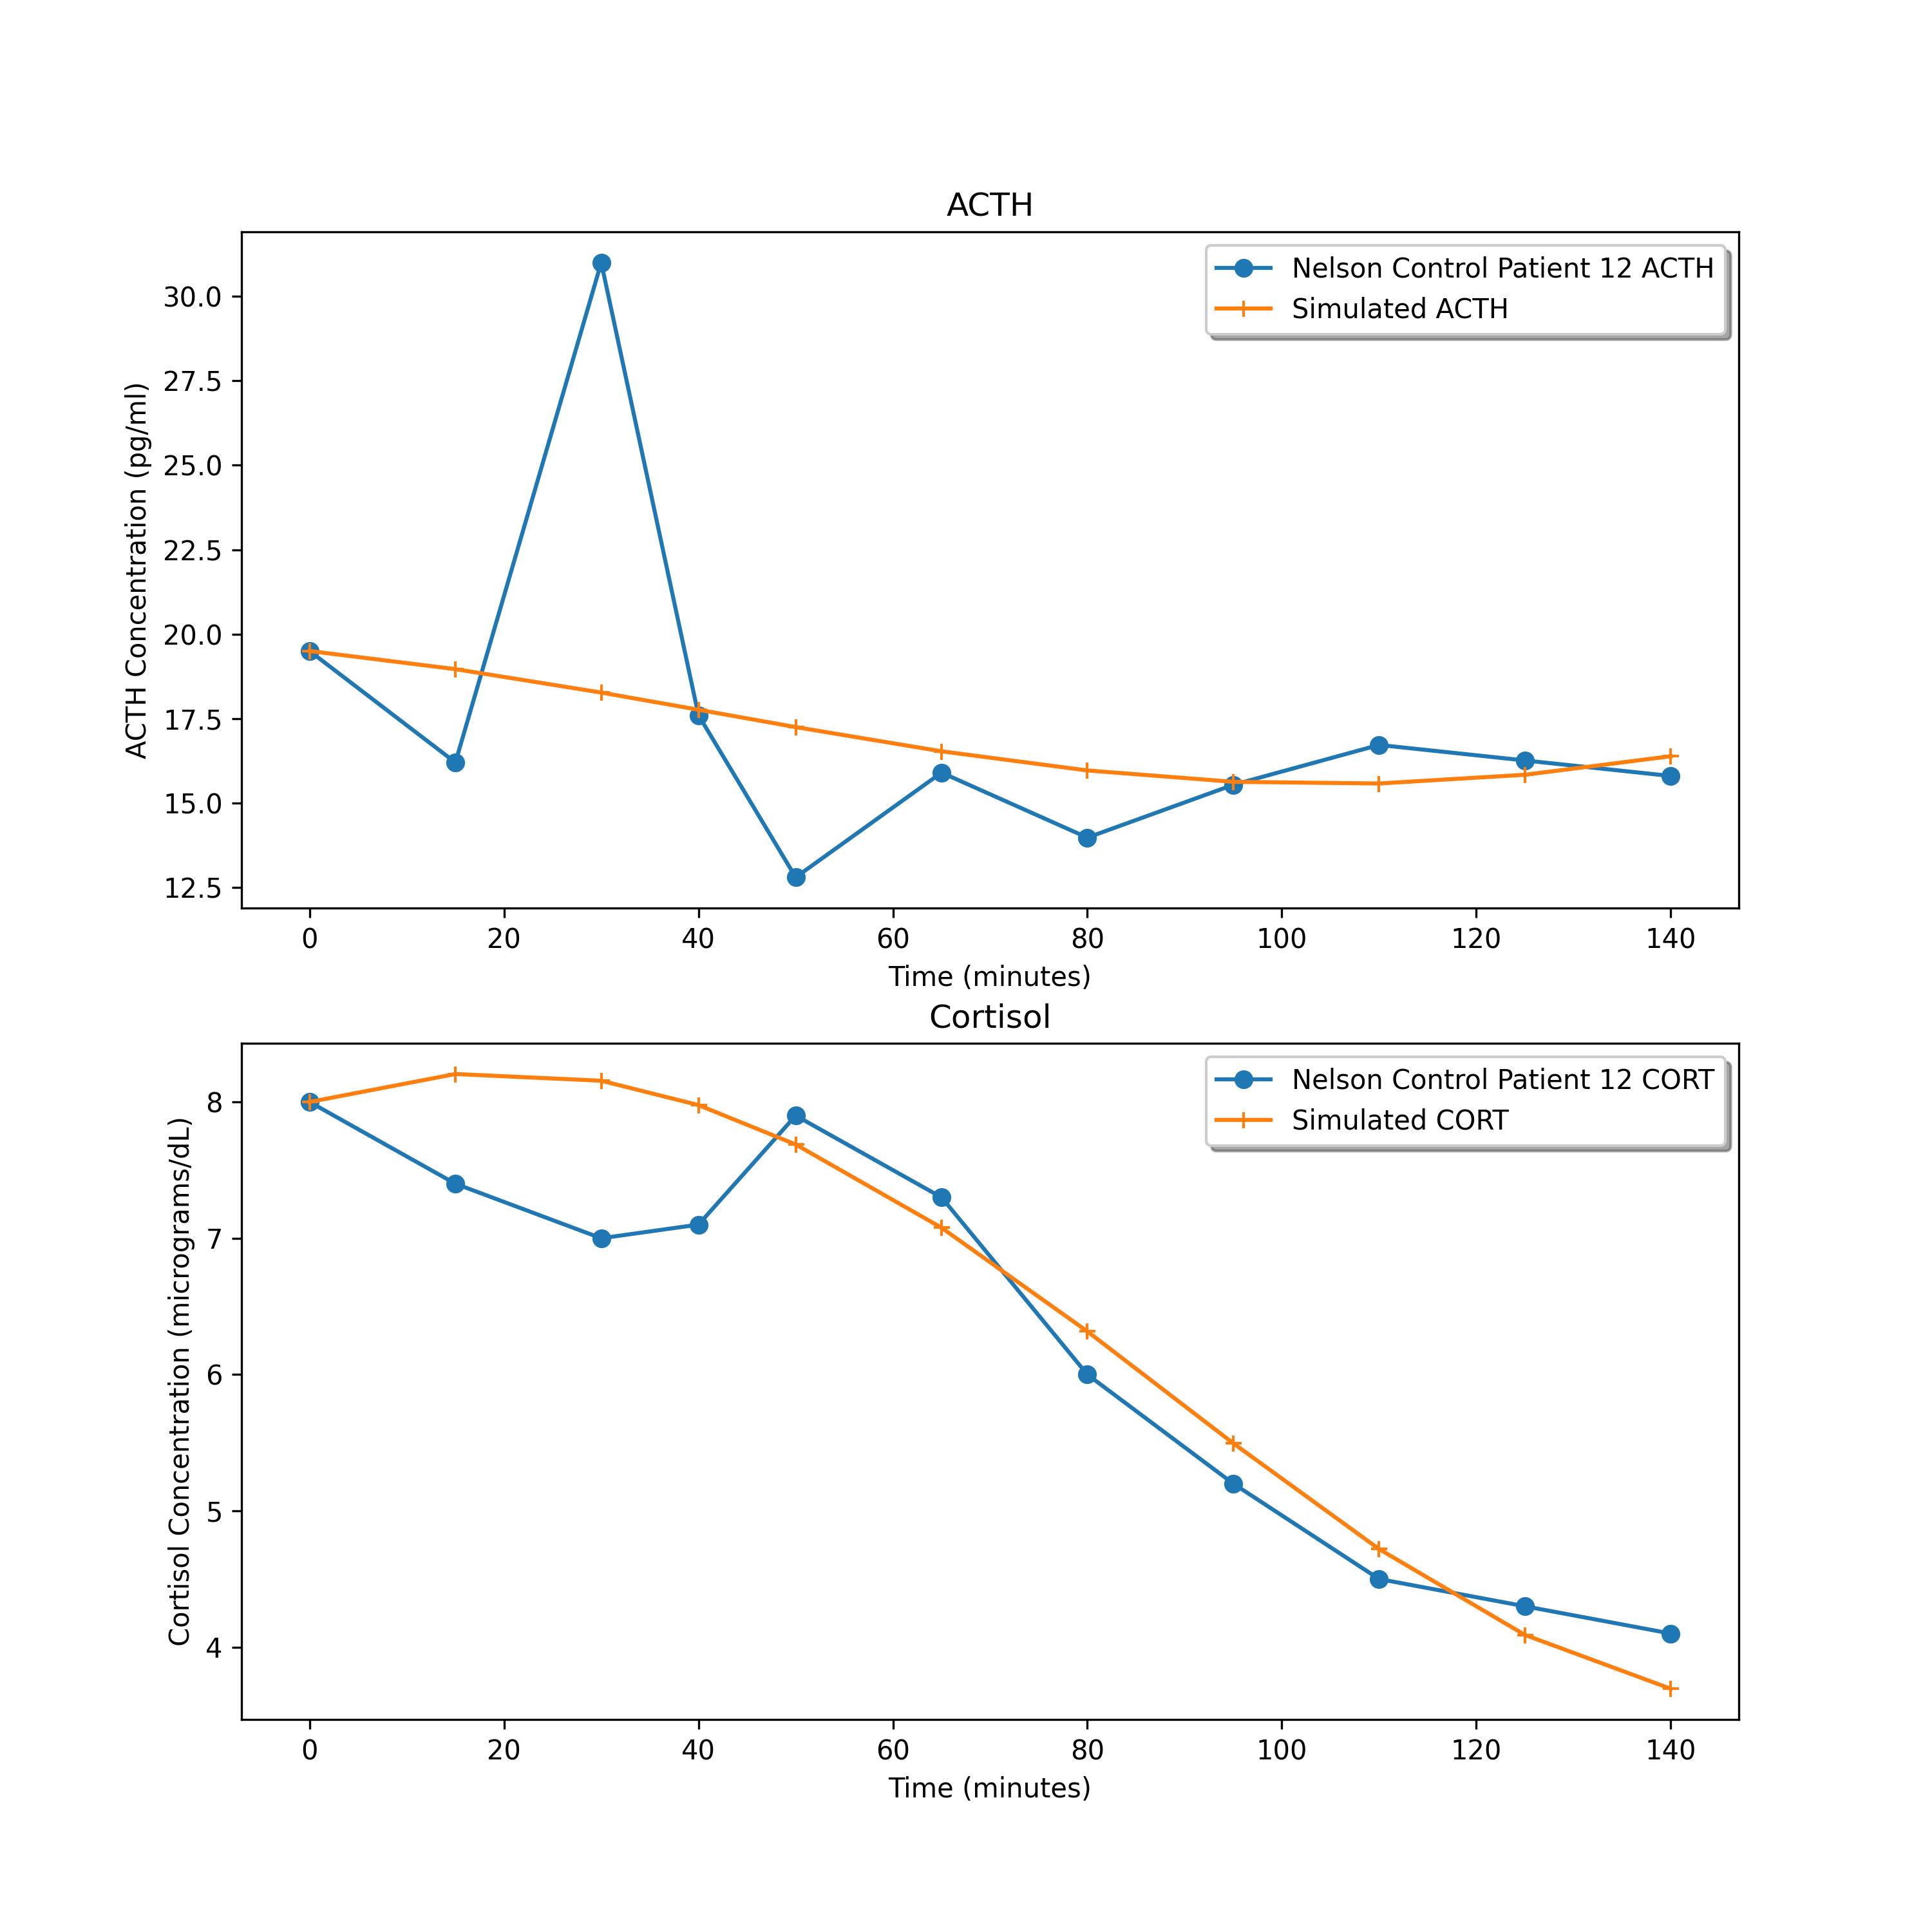 ACTH
Nelson Control Patient 12 ACTH
Simulated ACTH
ACTH Concentration (pg/ml)
30.0
27.5
25.0
22.5
20.0
17.5
15.0
12.5
0 20 40 60 80 100 120 140
Time (minutes)
Cortisol
Nelson Control Patient 12 CORT
Simulated CORT
Cortisol Concentration (micrograms/dL)
8
7
6
5
4
0 20 40 60 80 100 120 140
Time (minutes)